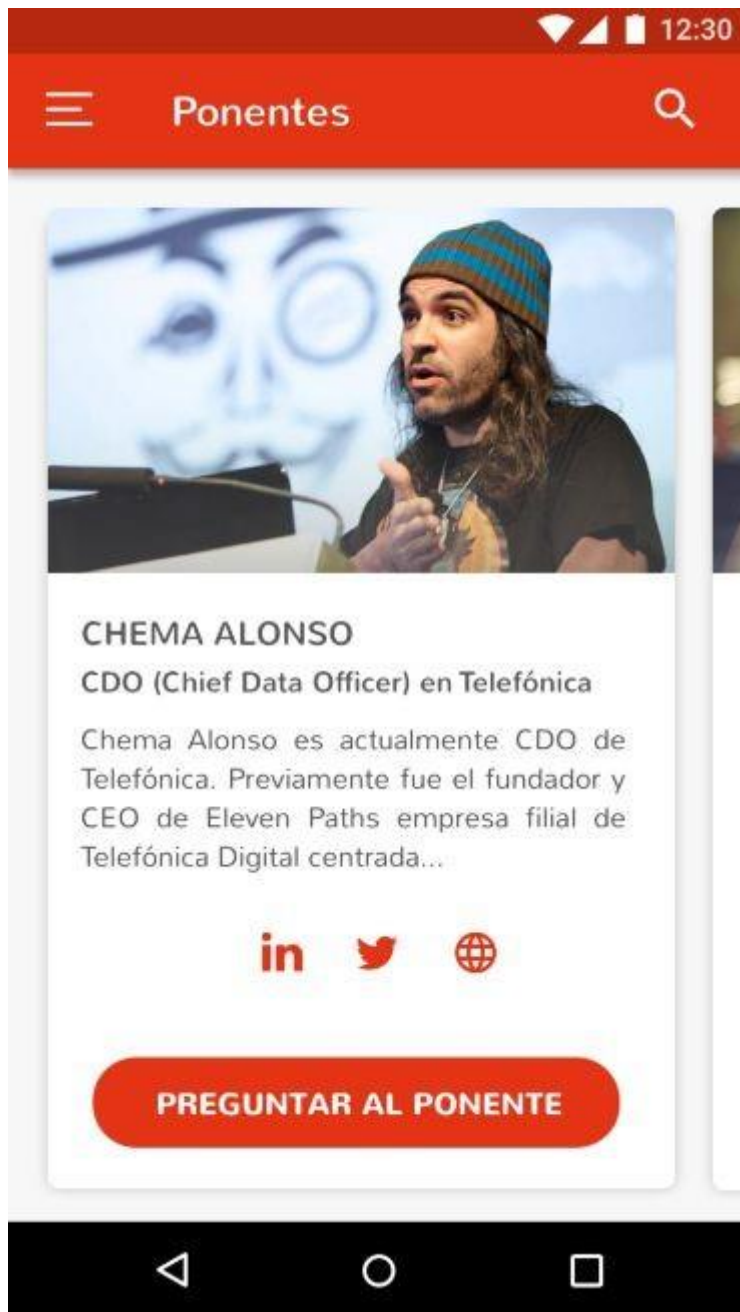 12:30
Ponentes
CHEMA ALONSO
CDO (Chief Data Officer) en Telefónica
Chema Alonso es actualmente CDO de
Telefónica. Previamente fue el fundador y
CEO de Eleven Paths empresa filial de
Telefónica Digital centrada...
in
PREGUNTAR AL PONENTE